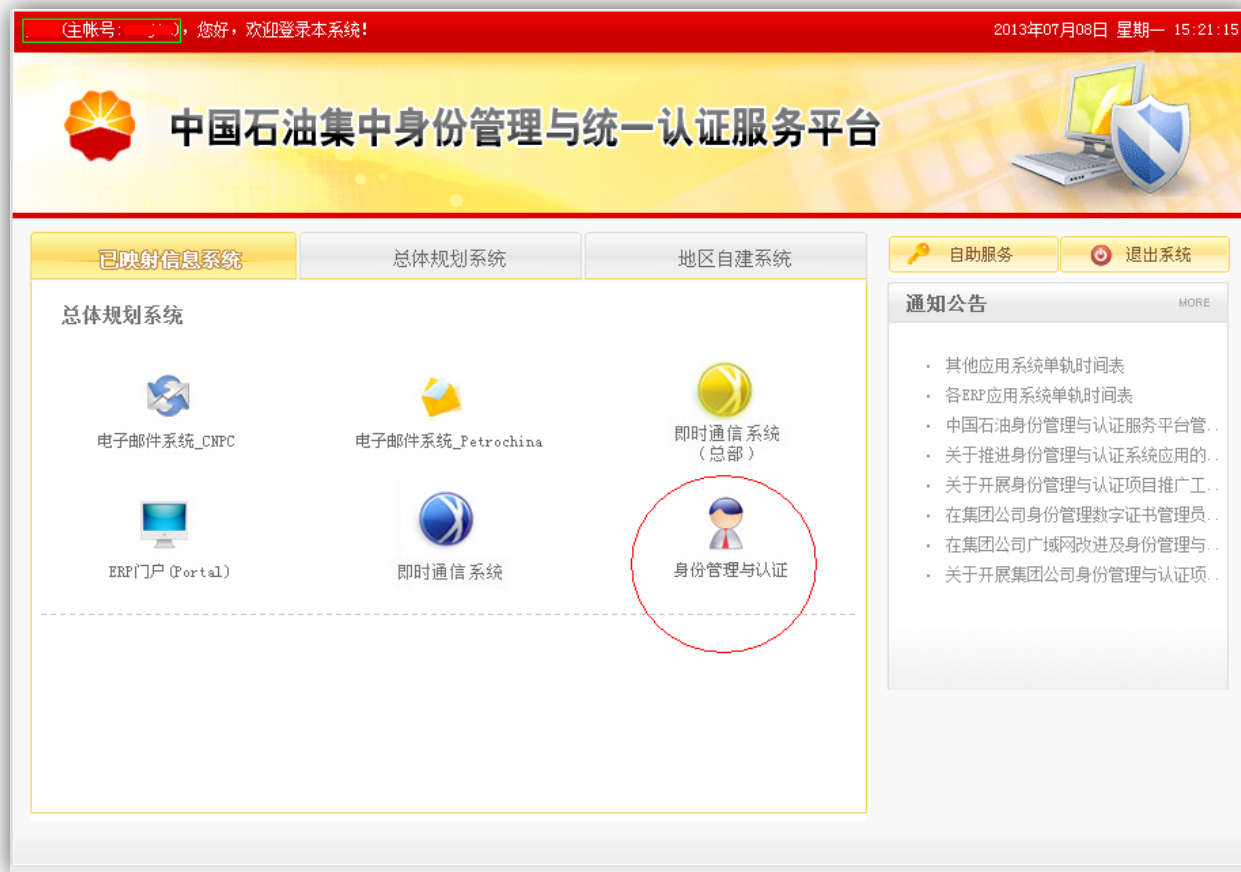 (主帐号: ),您好,欢迎登录本系统!
2013年07月08日 星期一 15:21:15
中国石油集中身份管理与统一认证服务平台
已映射信息系统
总体规划系统
地区自建系统
自助服务
退出系统
总体规划系统
通知公告
MORE
电子邮件系统_CNPC
电子邮件系统_Petrochina
即时通信系统
(总部)
ERP门户(Portal)
即时通信系统
身份管理与认证
· 其他应用系统单轨时间表
· 各ERP应用系统单轨时间表
· 中国石油身份管理与认证服务平台管..
· 关于推进身份管理与认证系统应用的..
· 关于开展身份管理与认证项目推广工..
· 在集团公司身份管理数字证书管理员..
· 在集团公司广域网改进及身份管理与..
· 关于开展集团公司身份管理与认证项..